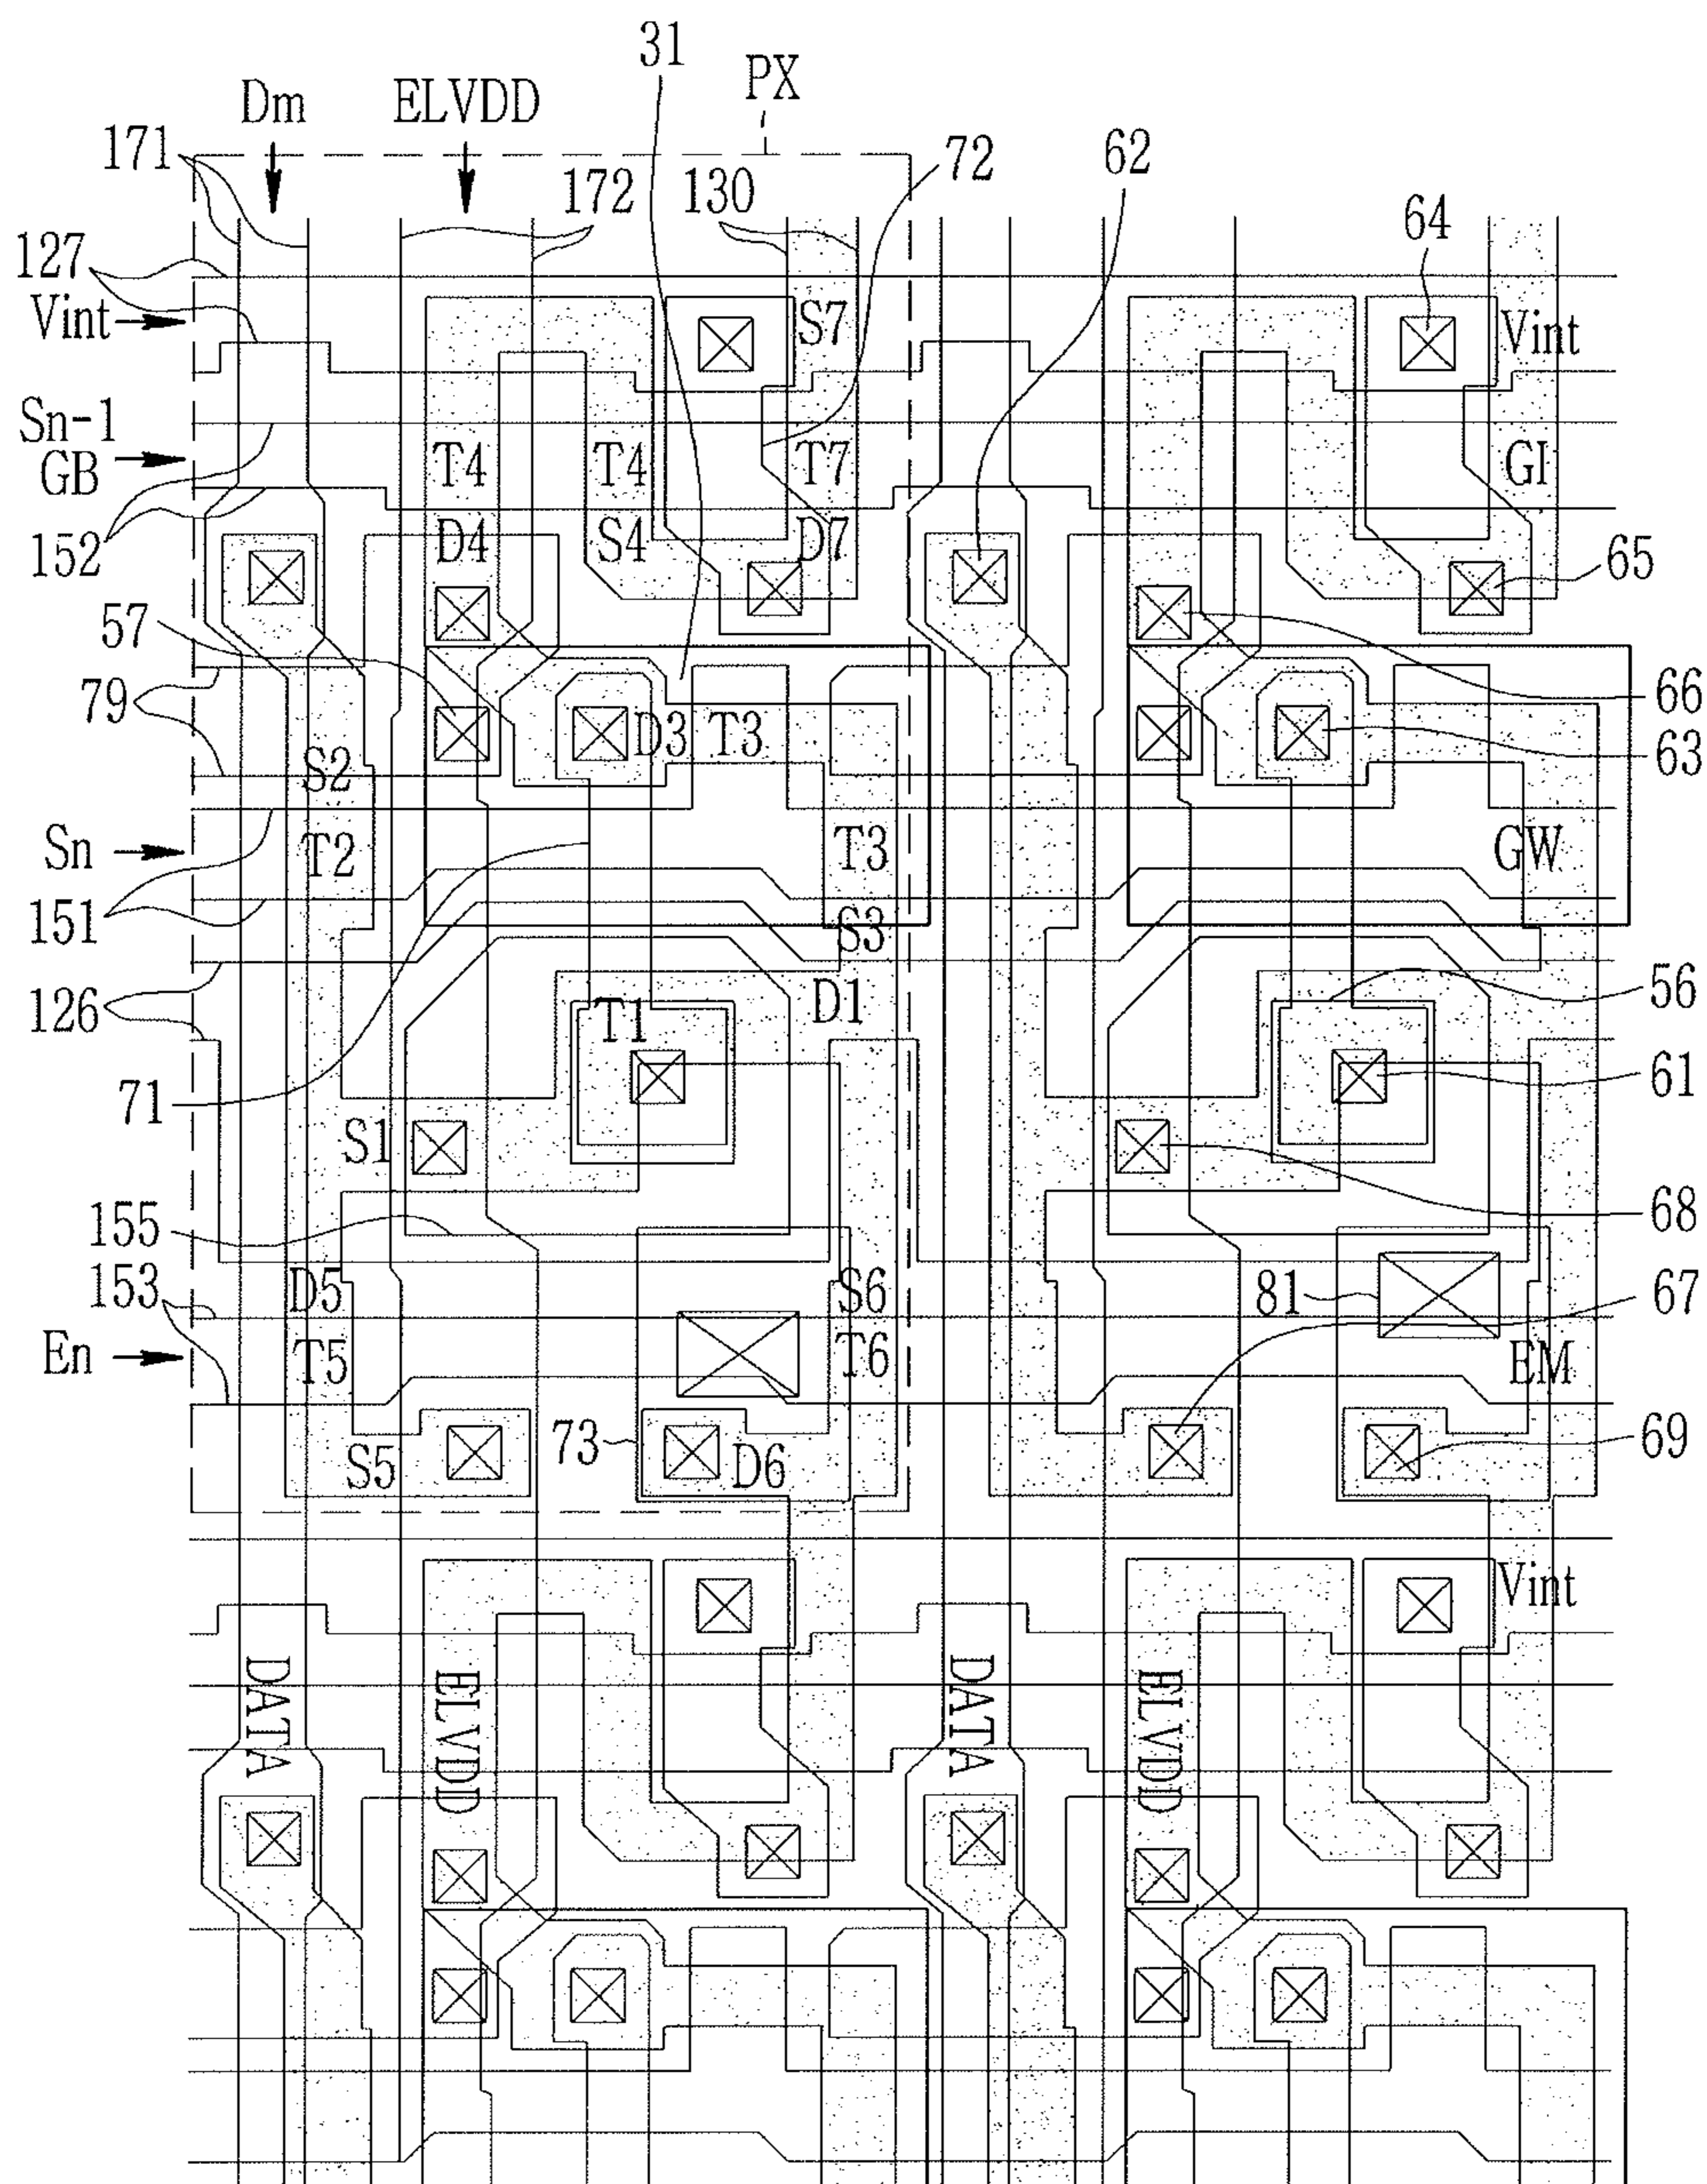 31
PX
Dm
ELVDD
171
72
62
172
130
64
127
Vint
S7
Vint
Sn-1
GB
T4
T4
T7
GI
152
D4
S4
D7
65
57
66
79
D3
T3
63
S2
Sn
T2
T3
GW
151
S3
126
D1
56
T1
71
61
S1
155
68
153
D5
S6
81
67
En
T5
T6
EM
73
S5
D6
69
Vint
DATA
ELVDD
DATA
ELVDD